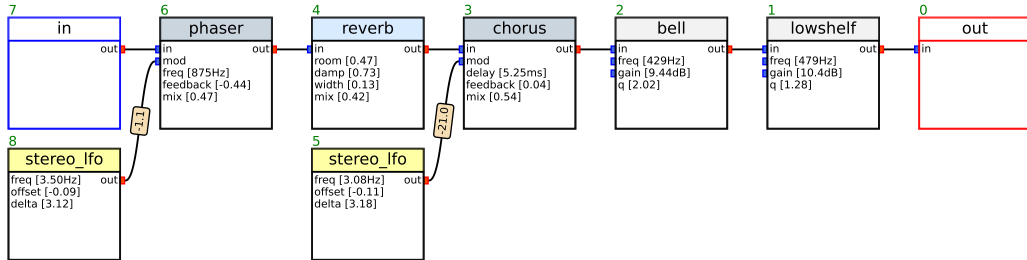 7
in
out
6
phaser
in
out
mod
freq [875Hz]
feedback [-0.44]
mix [0.47]
4
reverb
in
out
room [0.47]
damp [0.73]
width [0.13]
mix [0.42]
3
chorus
in
out
mod
delay [5.25ms]
feedback [0.04]
mix [0.54]
2
bell
in
out
freq [429Hz]
gain [9.44dB]
q [2.02]
1
lowshelf
in
out
freq [479Hz]
gain [10.4dB]
q [1.28]
0
out
in
-1.1
-21.0
8
stereo_lfo
freq [3.50Hz]
out
offset [-0.09]
delta [3.12]
5
stereo_lfo
freq [3.08Hz]
out
offset [-0.11]
delta [3.18]